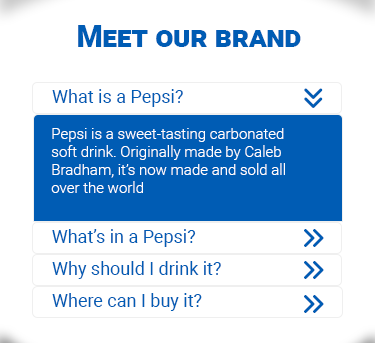 Meet our brand
What is a Pepsi?
Pepsi is a sweet-tasting carbonated
soft drink. Originally made by Caleb
Bradham, it’s now made and sold all
over the world
What’s in a Pepsi?
Why should I drink it?
Where can I buy it?